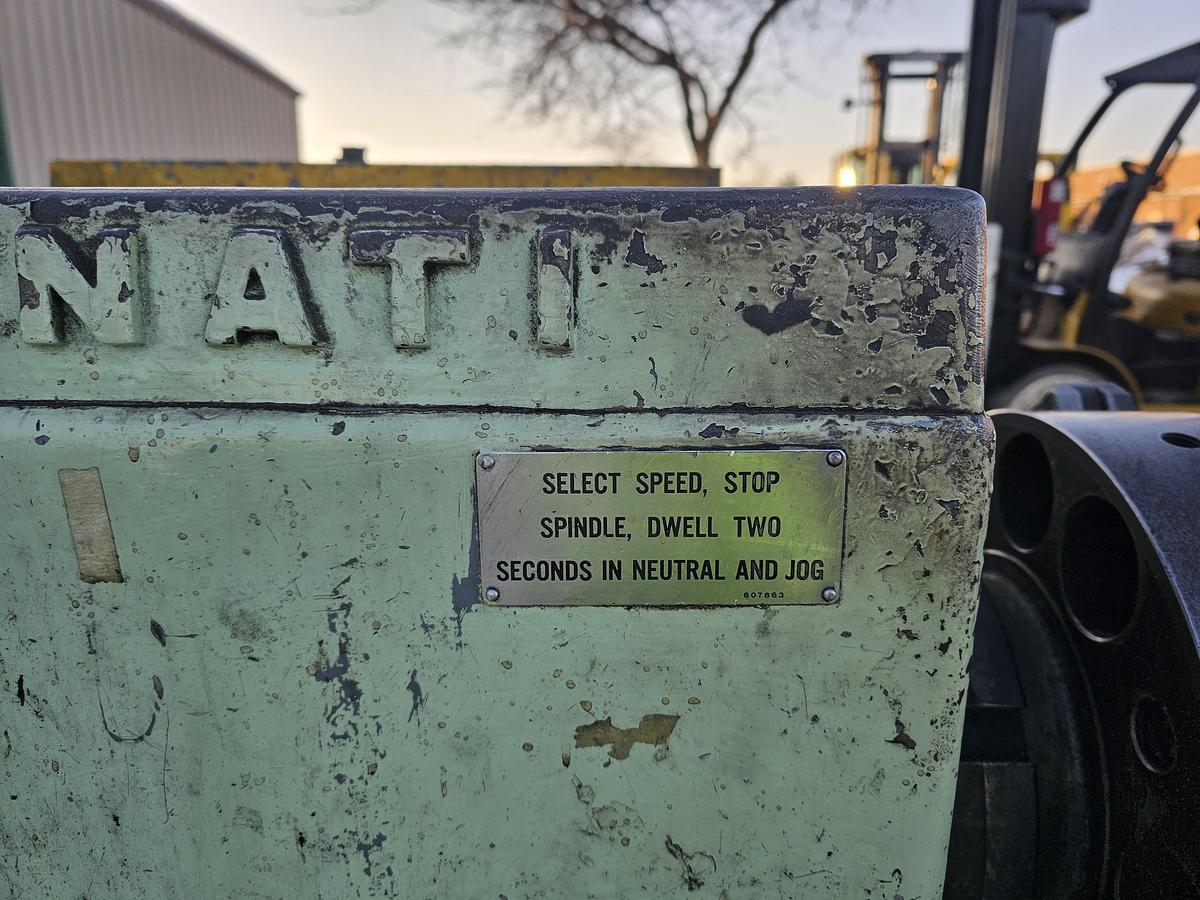 NATI
SELECT SPEED, STOP
SPINDLE, DWELL TWO
SECONDS IN NEUTRAL AND JOG
607863